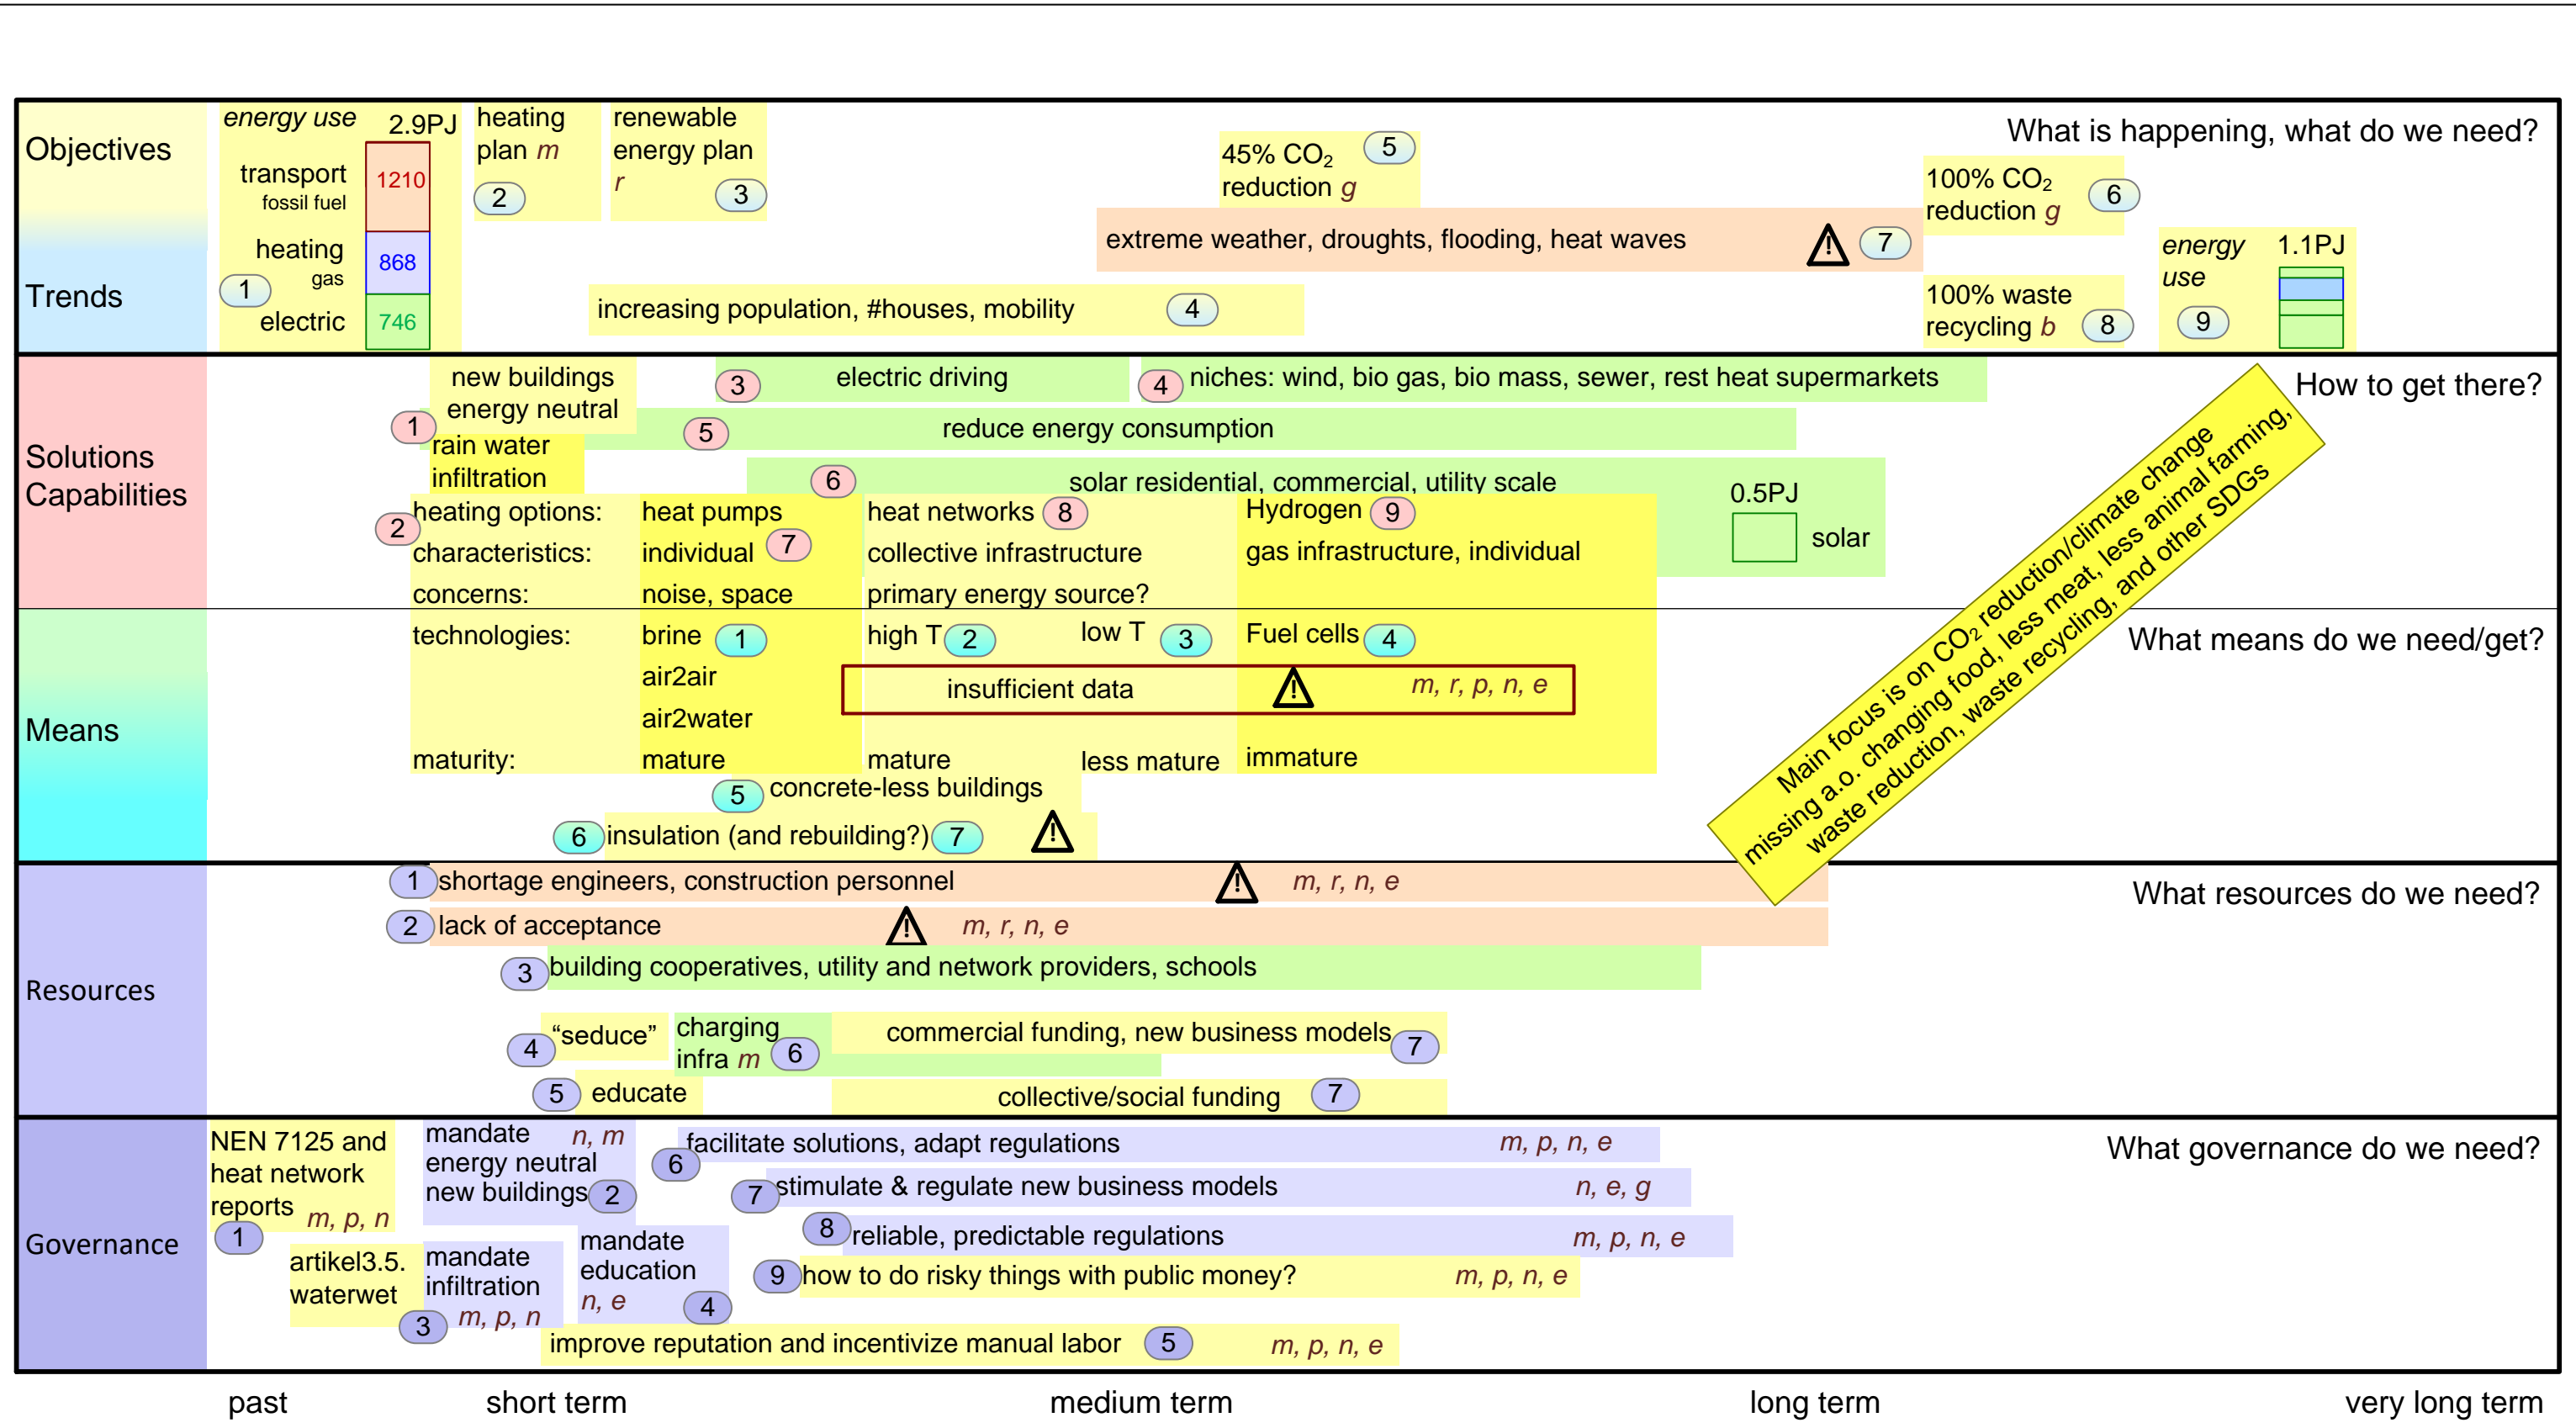 Objectives
Trends
energy use
2.9PJ
transport
fossil fuel
1210
heating
gas
868
1
electric
746
heating
plan m
2
renewable
energy plan
r
3
45% CO₂
reduction g
5
What is happening, what do we need?
100% CO₂
reduction g
6
extreme weather, droughts, flooding, heat waves
7
increasing population, #houses, mobility
4
100% waste
recycling b
8
energy
use
1.1PJ
9
Solutions
Capabilities
new buildings
energy neutral
1
rain water
infiltration
3
electric driving
4
niches: wind, bio gas, bio mass, sewer, rest heat supermarkets
How to get there?
5
reduce energy consumption
6
solar residential, commercial, utility scale
0.5PJ
solar
2
heating options:
heat pumps
heat networks
8
Hydrogen
9
characteristics:
individual
7
collective infrastructure
gas infrastructure, individual
concerns:
noise, space
primary energy source?
Main focus is on CO₂ reduction/climate change
missing a.o. changing food, less meat, less animal farming,
waste reduction, waste recycling, and other SDGs
Means
technologies:
brine
1
high T
2
low T
3
Fuel cells
4
What means do we need/get?
air2air
insufficient data
m, r, p, n, e
air2water
maturity:
mature
mature
less mature
immature
5
concrete-less buildings
6
insulation (and rebuilding?)
7
Resources
1
shortage engineers, construction personnel
m, r, n, e
What resources do we need?
2
lack of acceptance
m, r, n, e
3
building cooperatives, utility and network providers, schools
4
“seduce”
charging
infra m
6
commercial funding, new business models
7
5
educate
collective/social funding
7
Governance
NEN 7125 and
heat network
reports
m, p, n
1
mandate
n, m
energy neutral
new buildings
2
6
facilitate solutions, adapt regulations
m, p, n, e
What governance do we need?
7
stimulate & regulate new business models
n, e, g
8
reliable, predictable regulations
m, p, n, e
artikel3.5.
waterwet
mandate
infiltration
m, p, n
3
mandate
education
n, e
4
9
how to do risky things with public money?
m, p, n, e
improve reputation and incentivize manual labor
5
m, p, n, e
past
short term
medium term
long term
very long term